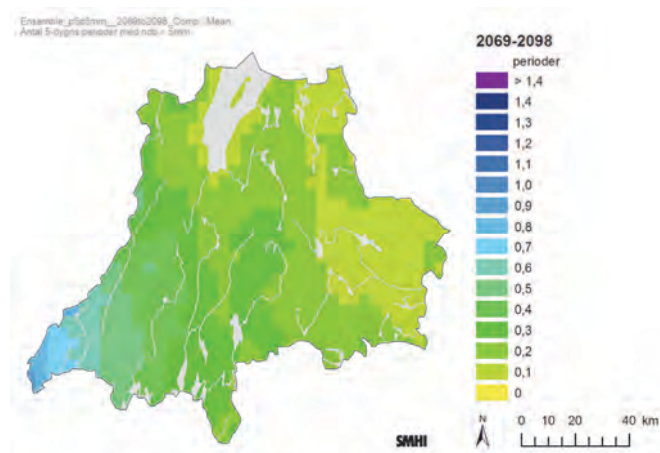 Ensamble_pSdSmm__2069to2098_Comp_Mean
Antal 5-dygns perioder med nbd > 5mm
2069-2098
perioder
> 1,4
1,4
1,3
1,2
1,1
1,0
0,9
0,8
0,7
0,6
0,5
0,4
0,3
0,2
0,1
0
N
0 10 20 40 km
SMHI